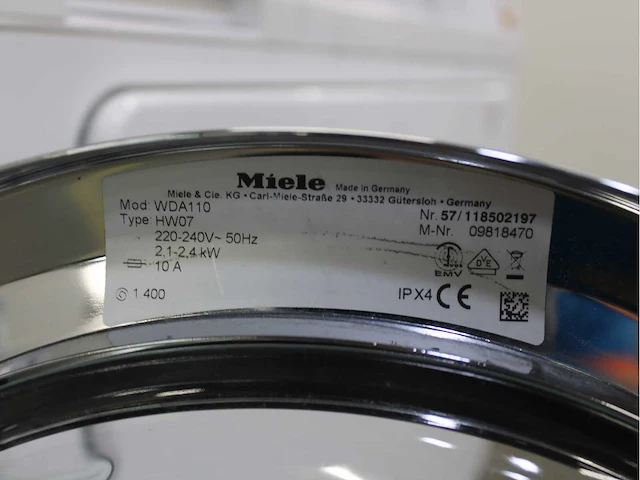 Miele Made in Germany
Miele & Cie. KG • Carl-Miele-Straße 29 • 33332 Gütersloh • Germany
Mod: WDA110
Type: HW07
220-240V~ 50Hz
2,1-2,4 kW
10 A
1 400
Nr. 57/118502197
M-Nr. 09818470
EMV
IPX4 CE